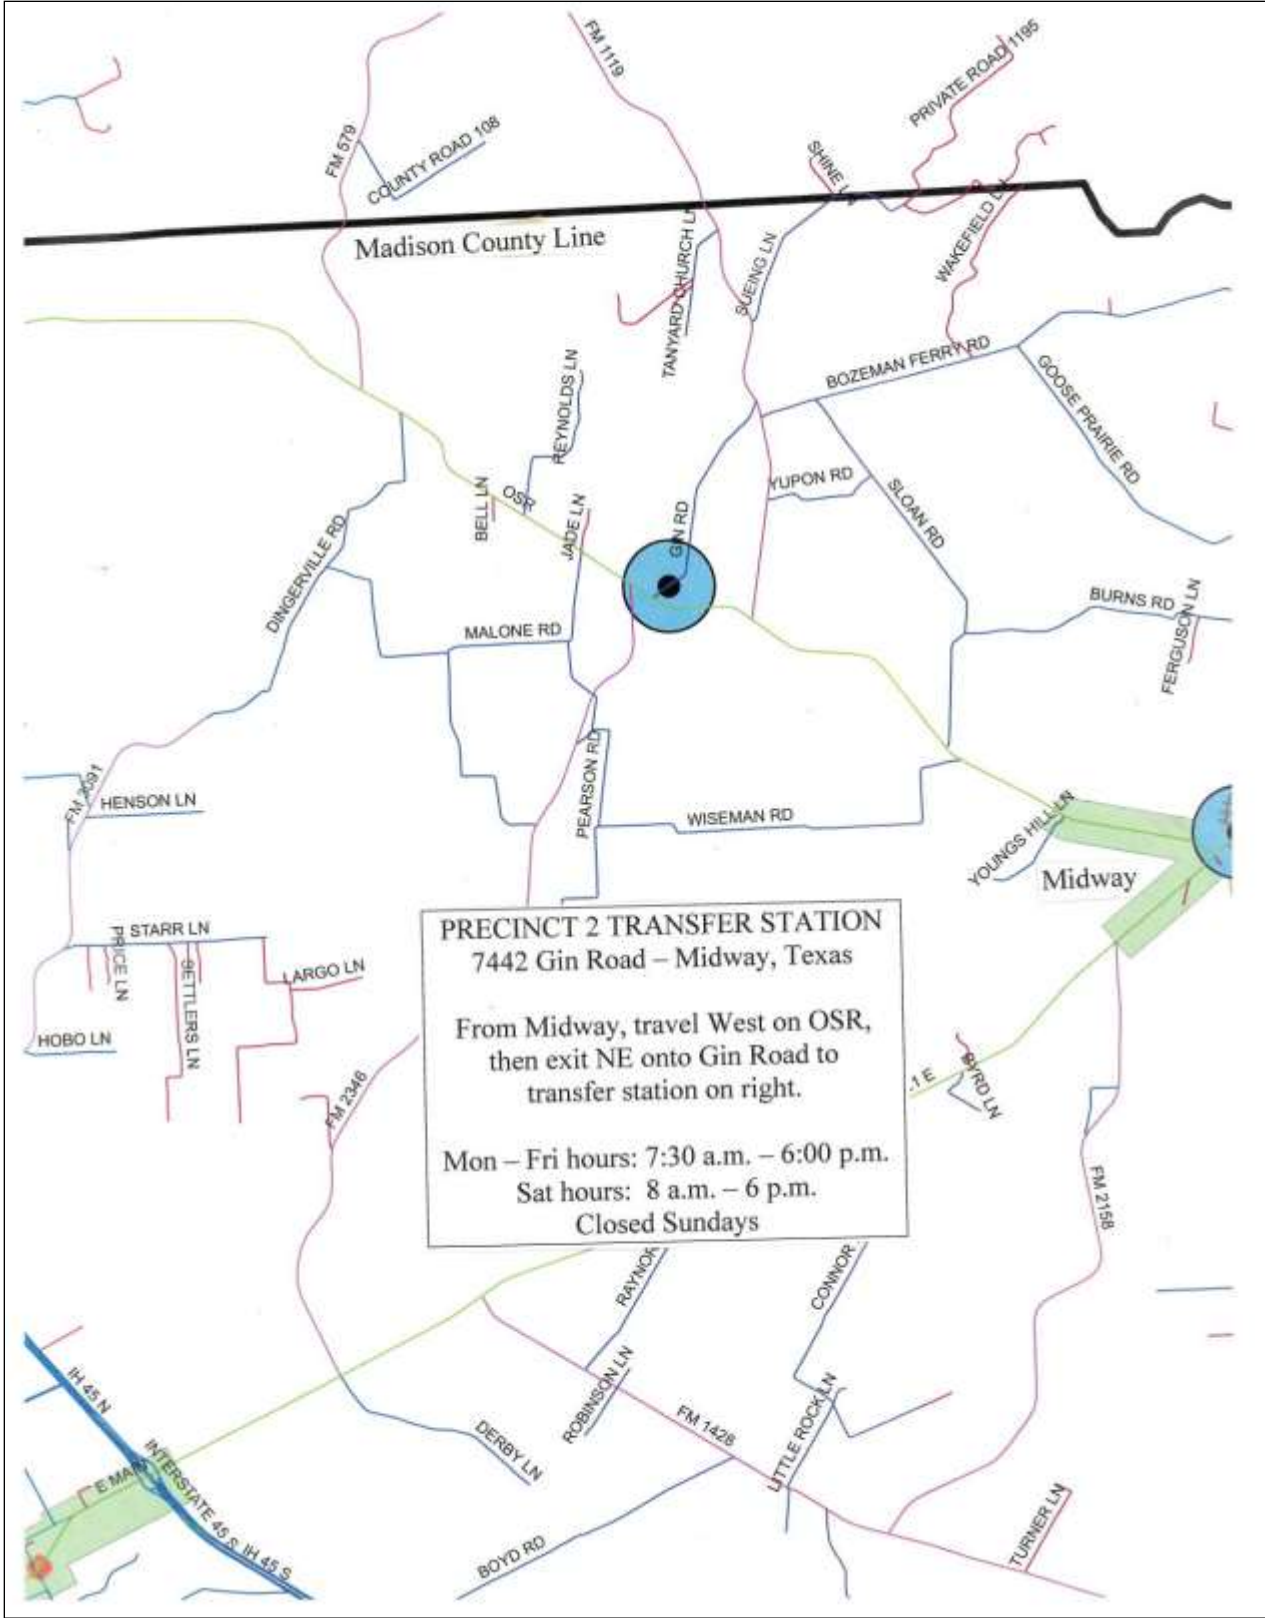 FM 1119
PRIVATE ROAD 1195
FM 579
COUNTY ROAD 108
SHINE
Madison County Line
TANYARD CHURCH
SUEING LN
WAKEFIELD
BOZEMAN FERRY RD
GOOSE PRAIRIE RD
REYNOLDS LN
BELL LN
OSR
JADE LN
GIN RD
YUPON RD
SLOAN RD
DINGERVILLE RD
MALONE RD
BURNS RD
FERGUSON LN
FM 3091
HENSON LN
PEARSON RD
WISEMAN RD
YOUNGS HILL LN
Midway
STARR LN
PRICE LN
SETTLERS LN
LARGO LN
HOBO LN
PRECINCT 2 TRANSFER STATION
7442 Gin Road – Midway, Texas
From Midway, travel West on OSR,
then exit NE onto Gin Road to
transfer station on right.
Mon – Fri hours: 7:30 a.m. – 6:00 p.m.
Sat hours: 8 a.m. – 6 p.m.
Closed Sundays
FM 2346
BYRD LN
FM 2158
RAYNOR
CONNOR
ROBINSON LN
LITTLE ROCK LN
FM 1428
DERBY LN
IH 45 N
E MAIN
INTERSTATE 45 S
IH 45 S
BOYD RD
TURNER LN